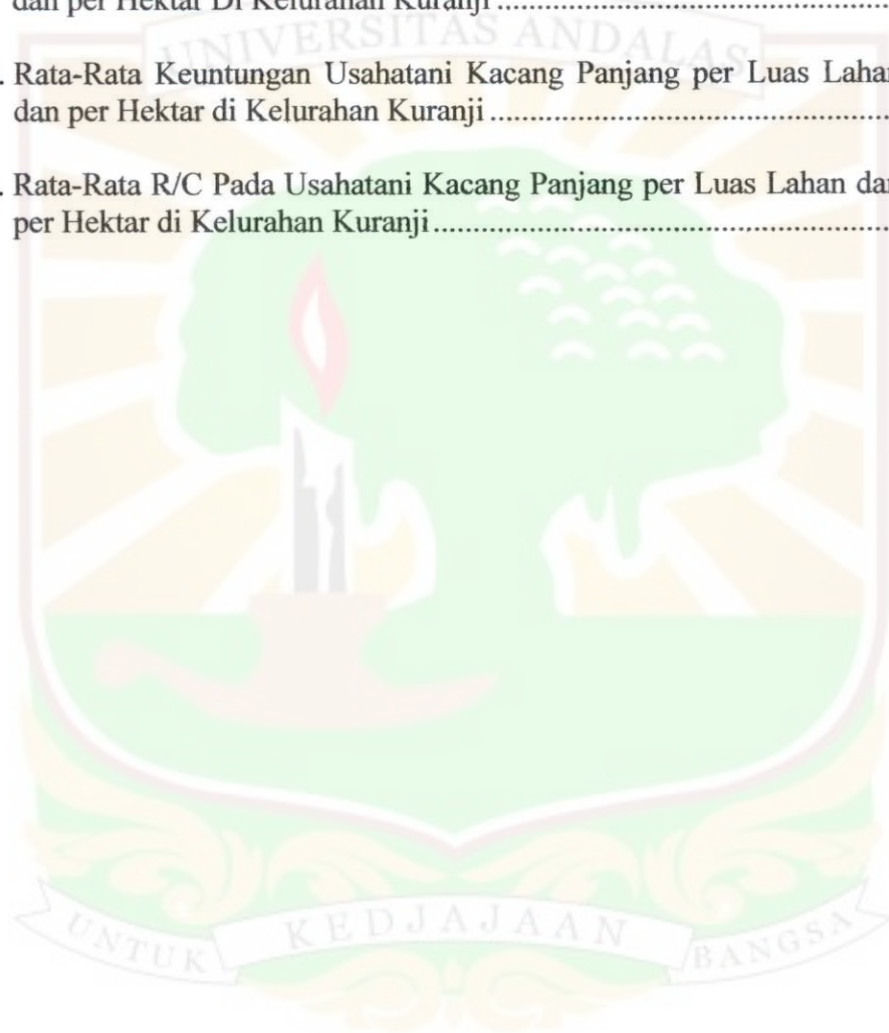 dan per Hektar Di Kelurahan Kuranji ....................................................
UNIVERSITAS ANDALAS
. Rata-Rata Keuntungan Usahatani Kacang Panjang per Luas Lahan
dan per Hektar di Kelurahan Kuranji ....................................................
. Rata-Rata R/C Pada Usahatani Kacang Panjang per Luas Lahan dan
per Hektar di Kelurahan Kuranji ...........................................................
UNTUK KEDJAJAAN BANGSA